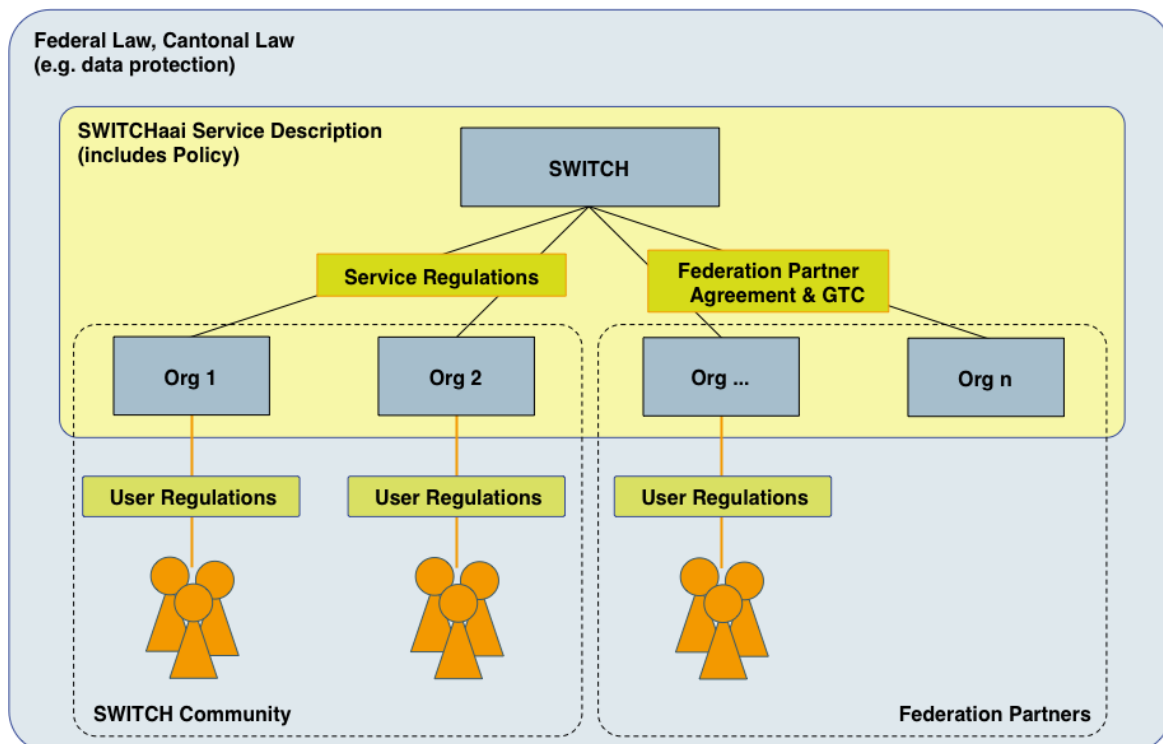 Federal Law, Cantonal Law
(e.g. data protection)
SWITCHaai Service Description
(includes Policy)
SWITCH
Service Regulations
Federation Partner
Agreement & GTC
Org 1
Org 2
Org ...
Org n
User Regulations
User Regulations
User Regulations
SWITCH Community
Federation Partners